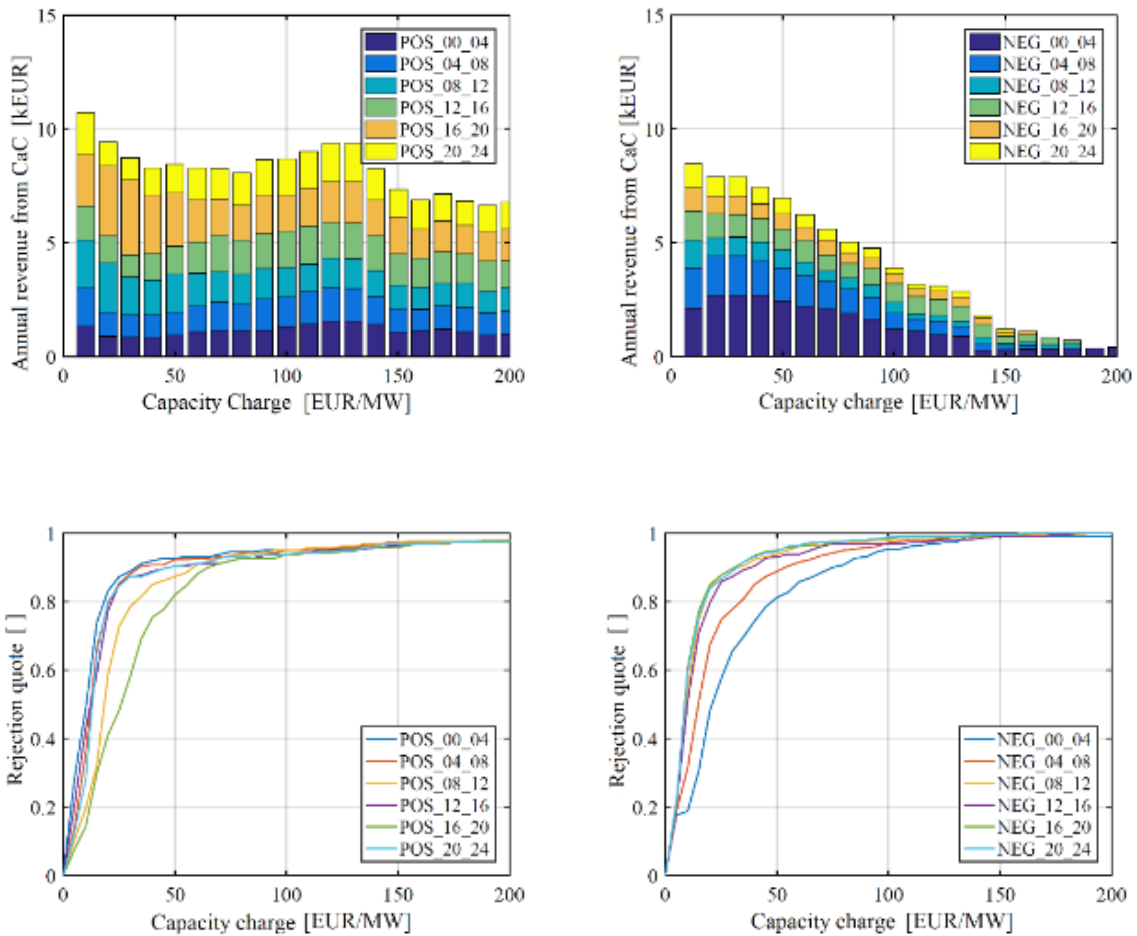 15
10
5
0
Annual revenue from CaC [kEUR]
POS_00_04
POS_04_08
POS_08_12
POS_12_16
POS_16_20
POS_20_24
0 50 100 150 200
Capacity Charge [EUR/MW]
15
10
5
0
Annual revenue from CaC [kEUR]
NEG_00_04
NEG_04_08
NEG_08_12
NEG_12_16
NEG_16_20
NEG_20_24
0 50 100 150 200
Capacity charge [EUR/MW]
1
0.8
0.6
0.4
0.2
0
Rejection quote [ ]
POS_00_04
POS_04_08
POS_08_12
POS_12_16
POS_16_20
POS_20_24
0 50 100 150 200
Capacity charge [EUR/MW]
1
0.8
0.6
0.4
0.2
0
Rejection quote [ ]
NEG_00_04
NEG_04_08
NEG_08_12
NEG_12_16
NEG_16_20
NEG_20_24
0 50 100 150 200
Capacity charge [EUR/MW]